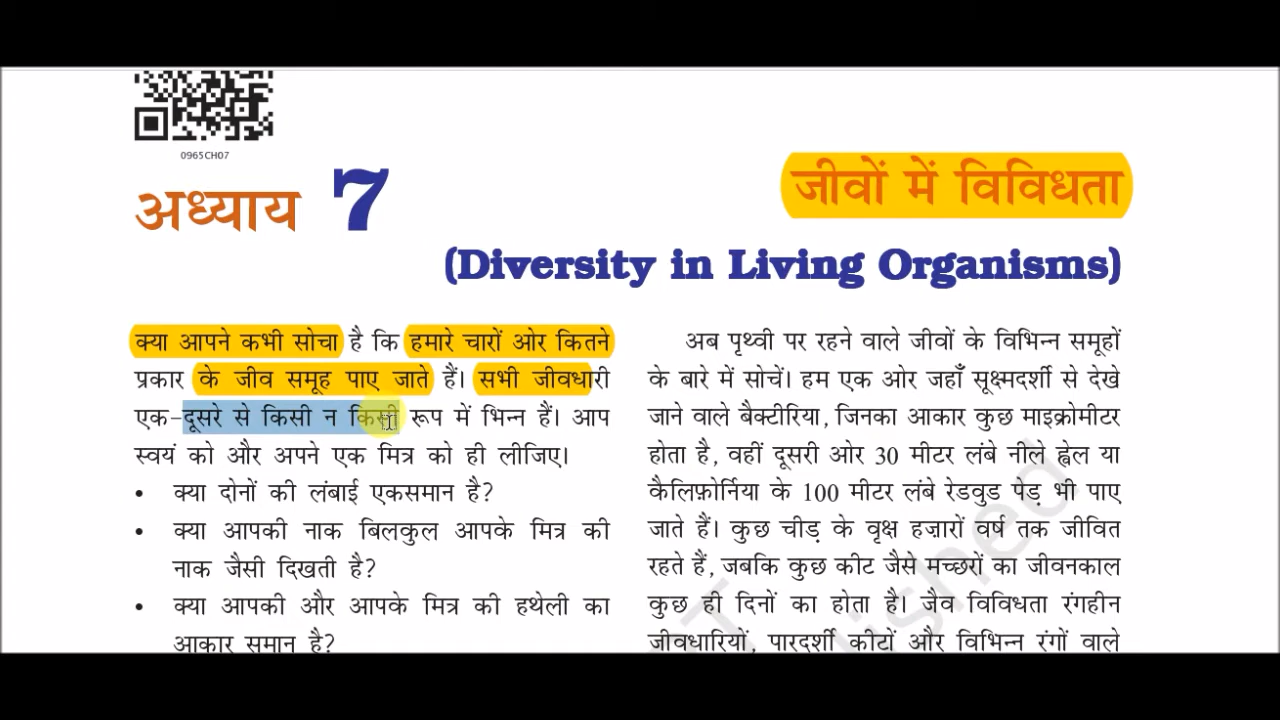 0965CH07
अध्याय 7
जीवों में विविधता
(Diversity in Living Organisms)
क्या आपने कभी सोचा है कि हमारे चारों ओर कितने
प्रकार के जीव समूह पाए जाते हैं। सभी जीवधारी
एक-दूसरे से किसी न किसी रूप में भिन्न हैं। आप
स्वयं को और अपने एक मित्र को ही लीजिए।
• क्या दोनों की लंबाई एकसमान है?
• क्या आपकी नाक बिलकुल आपके मित्र की
नाक जैसी दिखती है?
• क्या आपकी और आपके मित्र की हथेली का
आकार समान है?
अब पृथ्वी पर रहने वाले जीवों के विभिन्न समूहों
के बारे में सोचें। हम एक ओर जहाँ सूक्ष्मदर्शी से देखे
जाने वाले बैक्टीरिया, जिनका आकार कुछ माइक्रोमीटर
होता है, वहीं दूसरी ओर 30 मीटर लंबे नीले ह्वेल या
कैलिफ़ोर्निया के 100 मीटर लंबे रेडवुड पेड़ भी पाए
जाते हैं। कुछ चीड़ के वृक्ष हज़ारों वर्ष तक जीवित
रहते हैं, जबकि कुछ कीट जैसे मच्छरों का जीवनकाल
कुछ ही दिनों का होता है। जैव विविधता रंगहीन
जीवधारियों, पारदर्शी कीटों और विभिन्न रंगों वाले